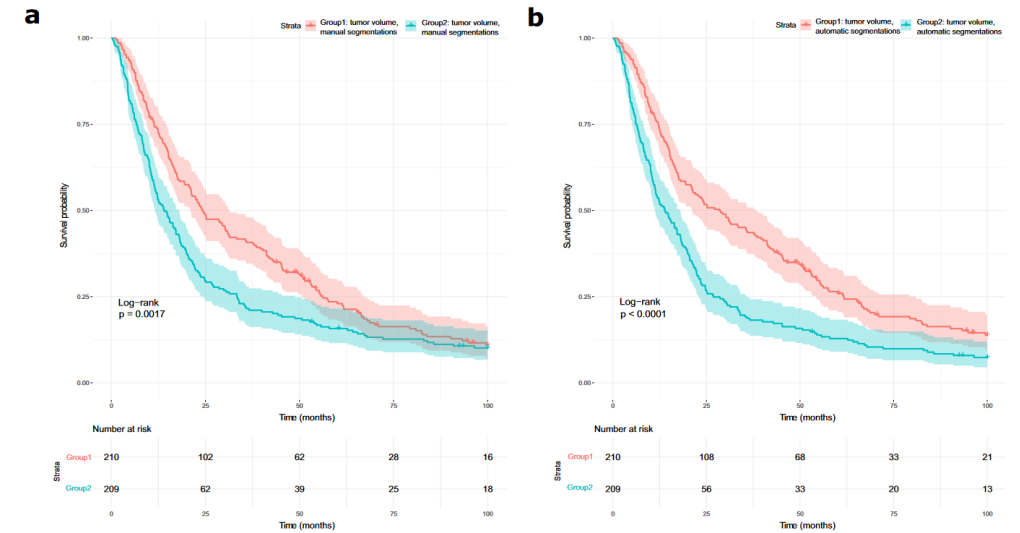 a
Strata Group1: tumor volume, manual segmentations Group2: tumor volume, manual segmentations
1.00
0.75
0.50
0.25
0.00
Survival probability
Log-rank
p = 0.0017
0 25 50 75 100
Time (months)
Number at risk
Strata
Group1 210 102 62 28 16
Group2 209 62 39 25 18
0 25 50 75 100
Time (months)
b
Strata Group1: tumor volume, automatic segmentations Group2: tumor volume, automatic segmentations
1.00
0.75
0.50
0.25
0.00
Survival probability
Log-rank
p < 0.0001
0 25 50 75 100
Time (months)
Number at risk
Strata
Group1 210 108 68 33 21
Group2 209 56 33 20 13
0 25 50 75 100
Time (months)